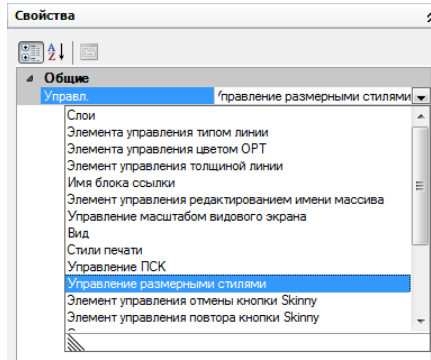 Свойства
Общие
Управл. правление размерными стилями
Слои
Элемента управления типом линии
Элемента управления цветом ОРТ
Элемент управления толщиной линии
Имя блока ссылки
Элемент управления редактированием имени массива
Управление масштабом видового экрана
Вид
Стили печати
Управление ПСК
Управление размерными стилями
Элемент управления отмены кнопки Skinny
Элемент управления повтора кнопки Skinny